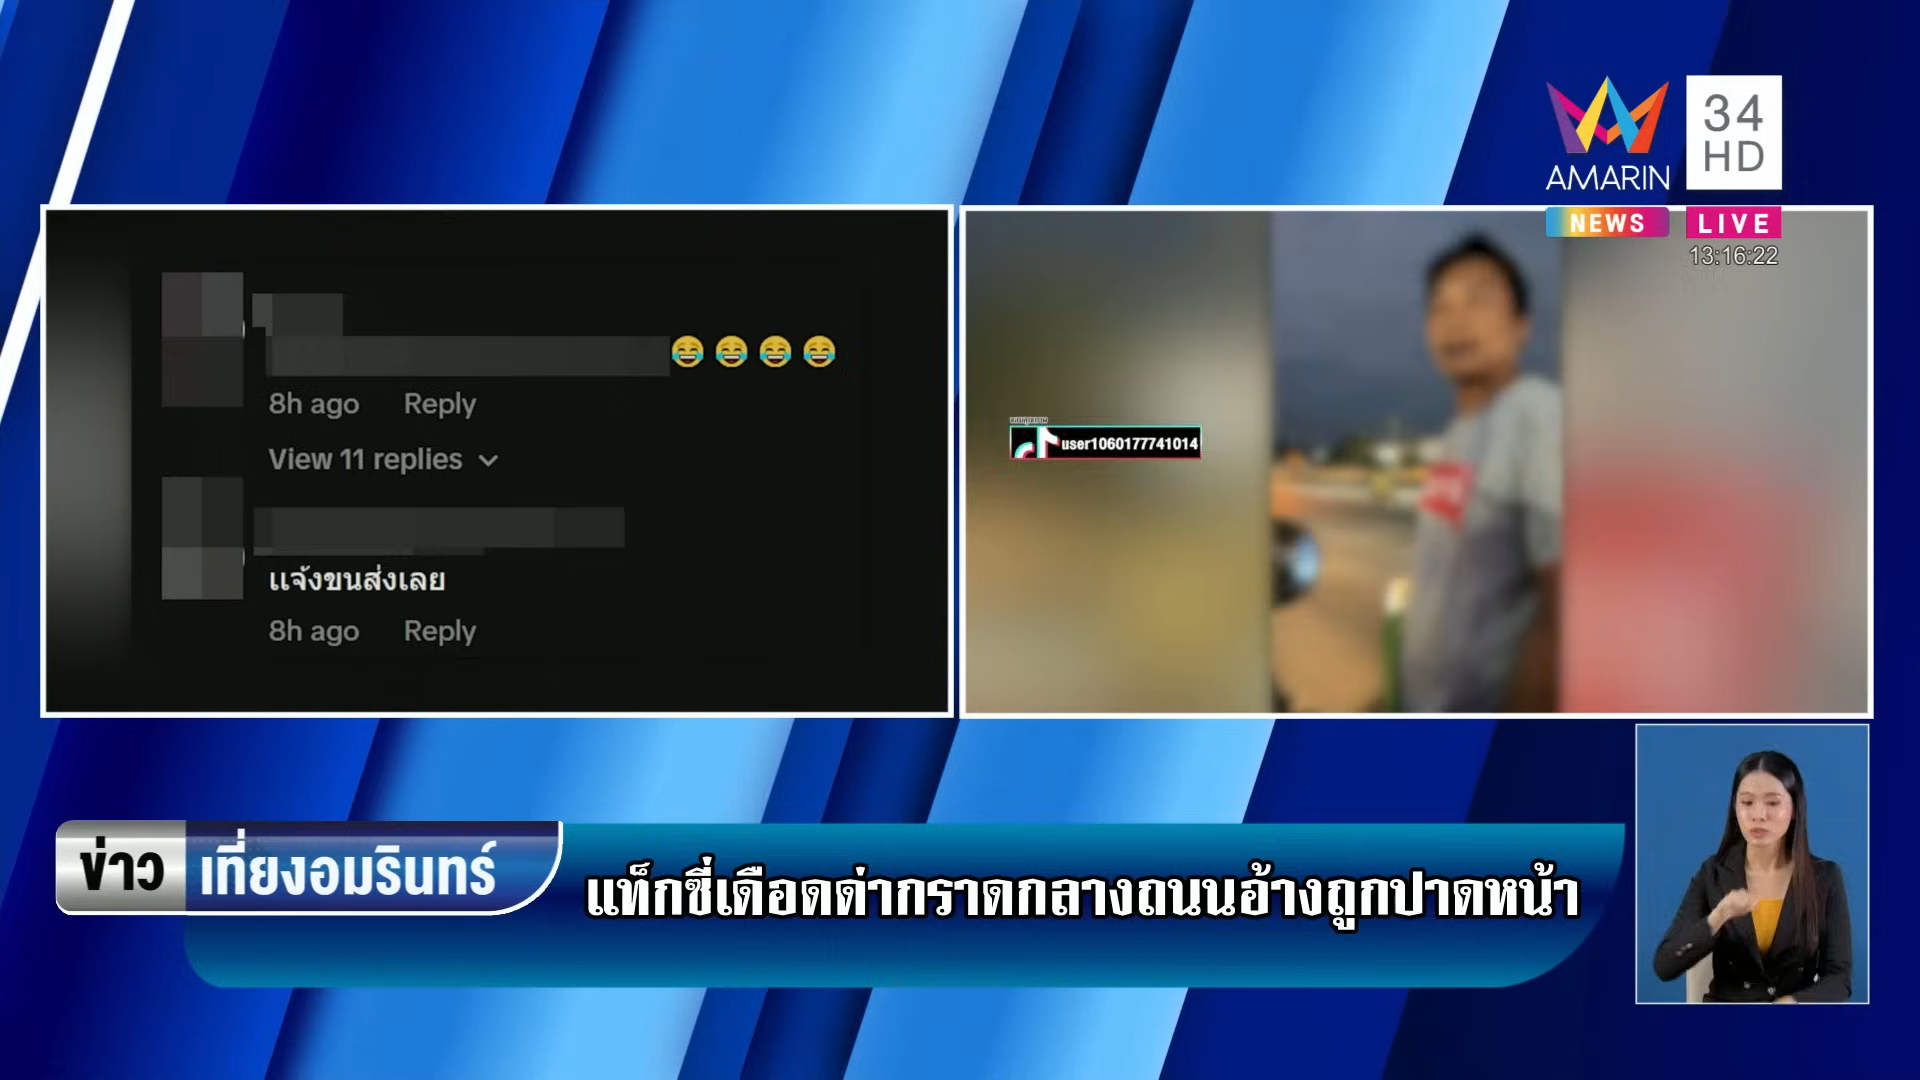 AMARIN
34
HD
NEWS
LIVE
13:16:22
😂 😂 😂 😂
8h ago Reply
View 11 replies
แจ้งขนส่งเลย
8h ago Reply
user1060177741014
ข่าว เที่ยงอมรินทร์
แท็กซี่เดือดด่ากราดกลางถนนอ้างถูกปาดหน้า